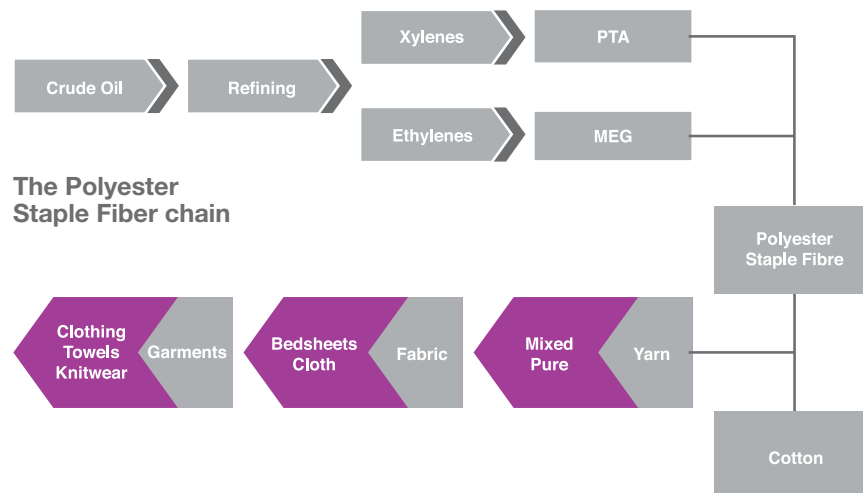 Xylenes
PTA
Crude Oil
Refining
Ethylenes
MEG
The Polyester
Staple Fiber chain
Polyester
Staple Fibre
Clothing
Towels
Knitwear
Garments
Bedsheets
Cloth
Fabric
Mixed
Pure
Yarn
Cotton